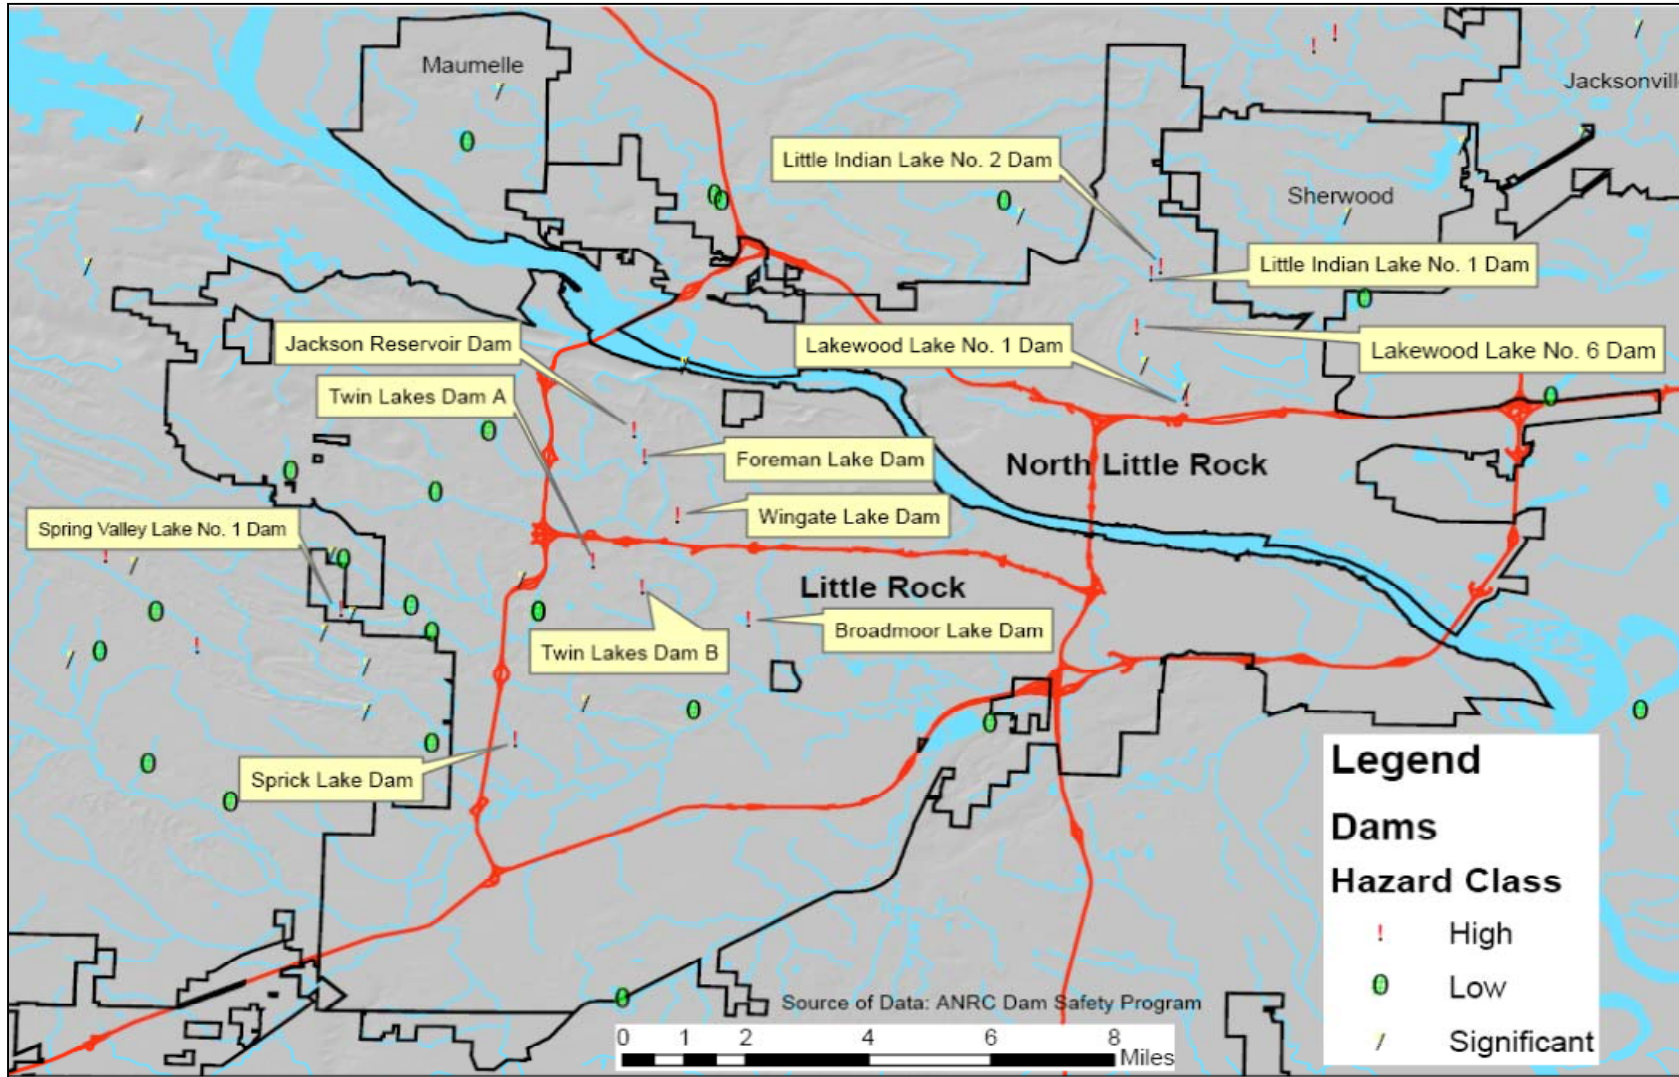 Maumelle
Jacksonvill
Little Indian Lake No. 2 Dam
Sherwood
Little Indian Lake No. 1 Dam
Jackson Reservoir Dam
Lakewood Lake No. 1 Dam
Lakewood Lake No. 6 Dam
Twin Lakes Dam A
Foreman Lake Dam
North Little Rock
Wingate Lake Dam
Spring Valley Lake No. 1 Dam
Little Rock
Broadmoor Lake Dam
Twin Lakes Dam B
Sprick Lake Dam
Legend
Dams
Hazard Class
! High
0 Low
/ Significant
Source of Data: ANRC Dam Safety Program
0 1 2 4 6 8
Miles